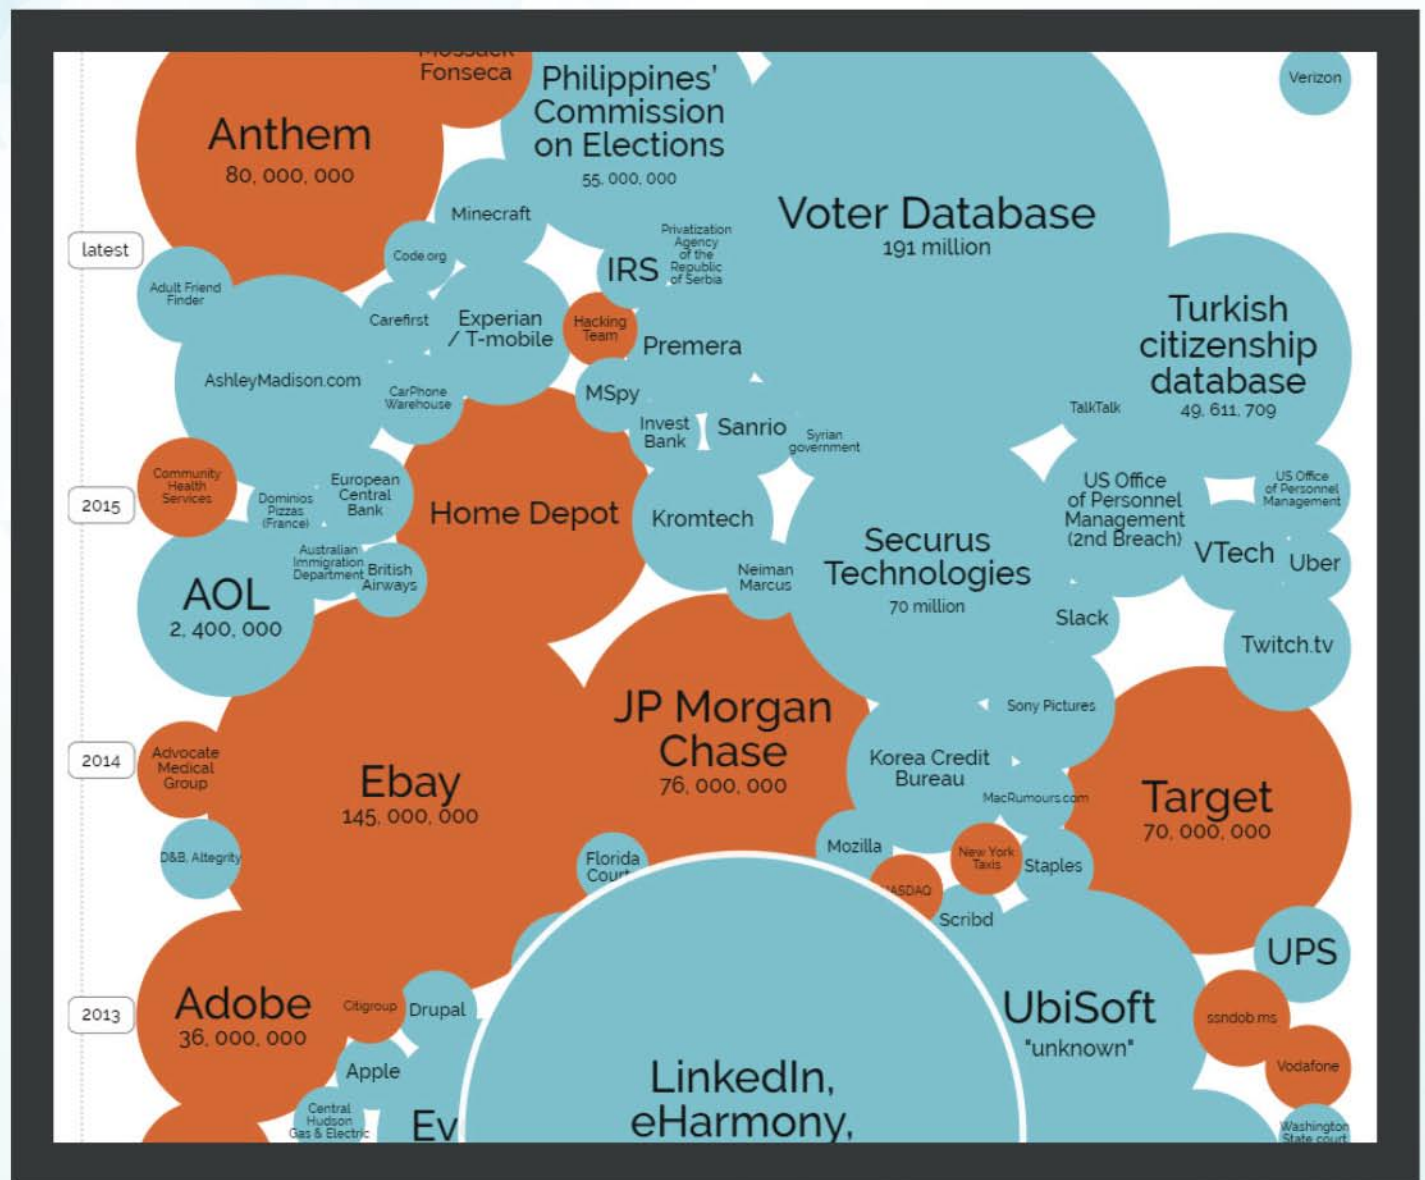 Mossack
Fonseca
Philippines'
Commission
on Elections
55, 000, 000
Verizon
Anthem
80, 000, 000
Minecraft
Voter Database
191 million
latest
Code.org
Privatization
Agency
of the
Republic
of Serbia
IRS
Adult Friend
Finder
Carefirst
Experian
/ T-mobile
Hacking
Team
Premera
Turkish
citizenship
database
49, 611, 709
AshleyMadison.com
CarPhone
Warehouse
MSpy
TalkTalk
Invest
Bank
Sanrio
Syrian
government
2015
Community
Health
Services
Dominios
Pizzas
(France)
European
Central
Bank
Home Depot
Kromtech
US Office
of Personnel
Management
(2nd Breach)
US Office
of Personnel
Management
Australian
Immigration
Department
British
Airways
Neiman
Marcus
Securus
Technologies
70 million
VTech
Uber
AOL
2, 400, 000
Slack
Twitch.tv
2014
Advocate
Medical
Group
Ebay
145, 000, 000
JP Morgan
Chase
76, 000, 000
Sony Pictures
Korea Credit
Bureau
MacRumours.com
Target
70, 000, 000
D&B, Altegrity
Florida
Court
Mozilla
New York
Taxis
Staples
NASDAQ
Scribd
UPS
2013
Adobe
36, 000, 000
Citigroup
Drupal
UbiSoft
"unknown"
ssndob.ms
Apple
Vodafone
Central
Hudson
Gas & Electric
Ev
LinkedIn,
eHarmony,
Washington
State court